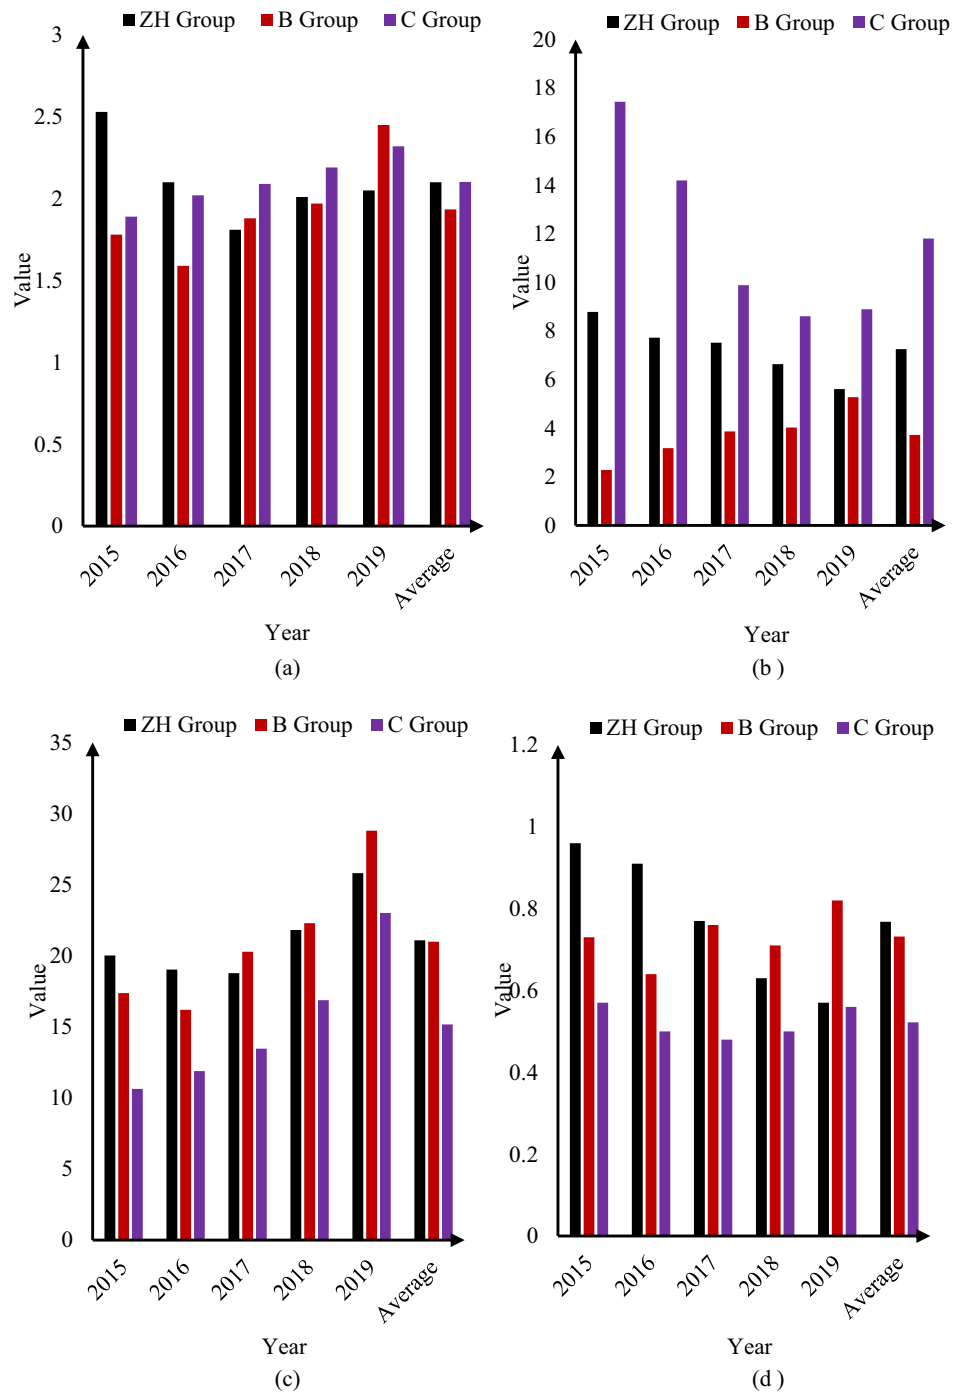 ZH Group B Group C Group
3
2.5
2
1.5
1
0.5
0
Value
2015 2016 2017 2018 2019 Average
Year
(a)
ZH Group B Group C Group
20
18
16
14
12
10
8
6
4
2
0
Value
2015 2016 2017 2018 2019 Average
Year
(b )
ZH Group B Group C Group
35
30
25
20
15
10
5
0
Value
2015 2016 2017 2018 2019 Average
Year
(c)
ZH Group B Group C Group
1.2
1
0.8
0.6
0.4
0.2
0
Value
2015 2016 2017 2018 2019 Average
Year
(d )